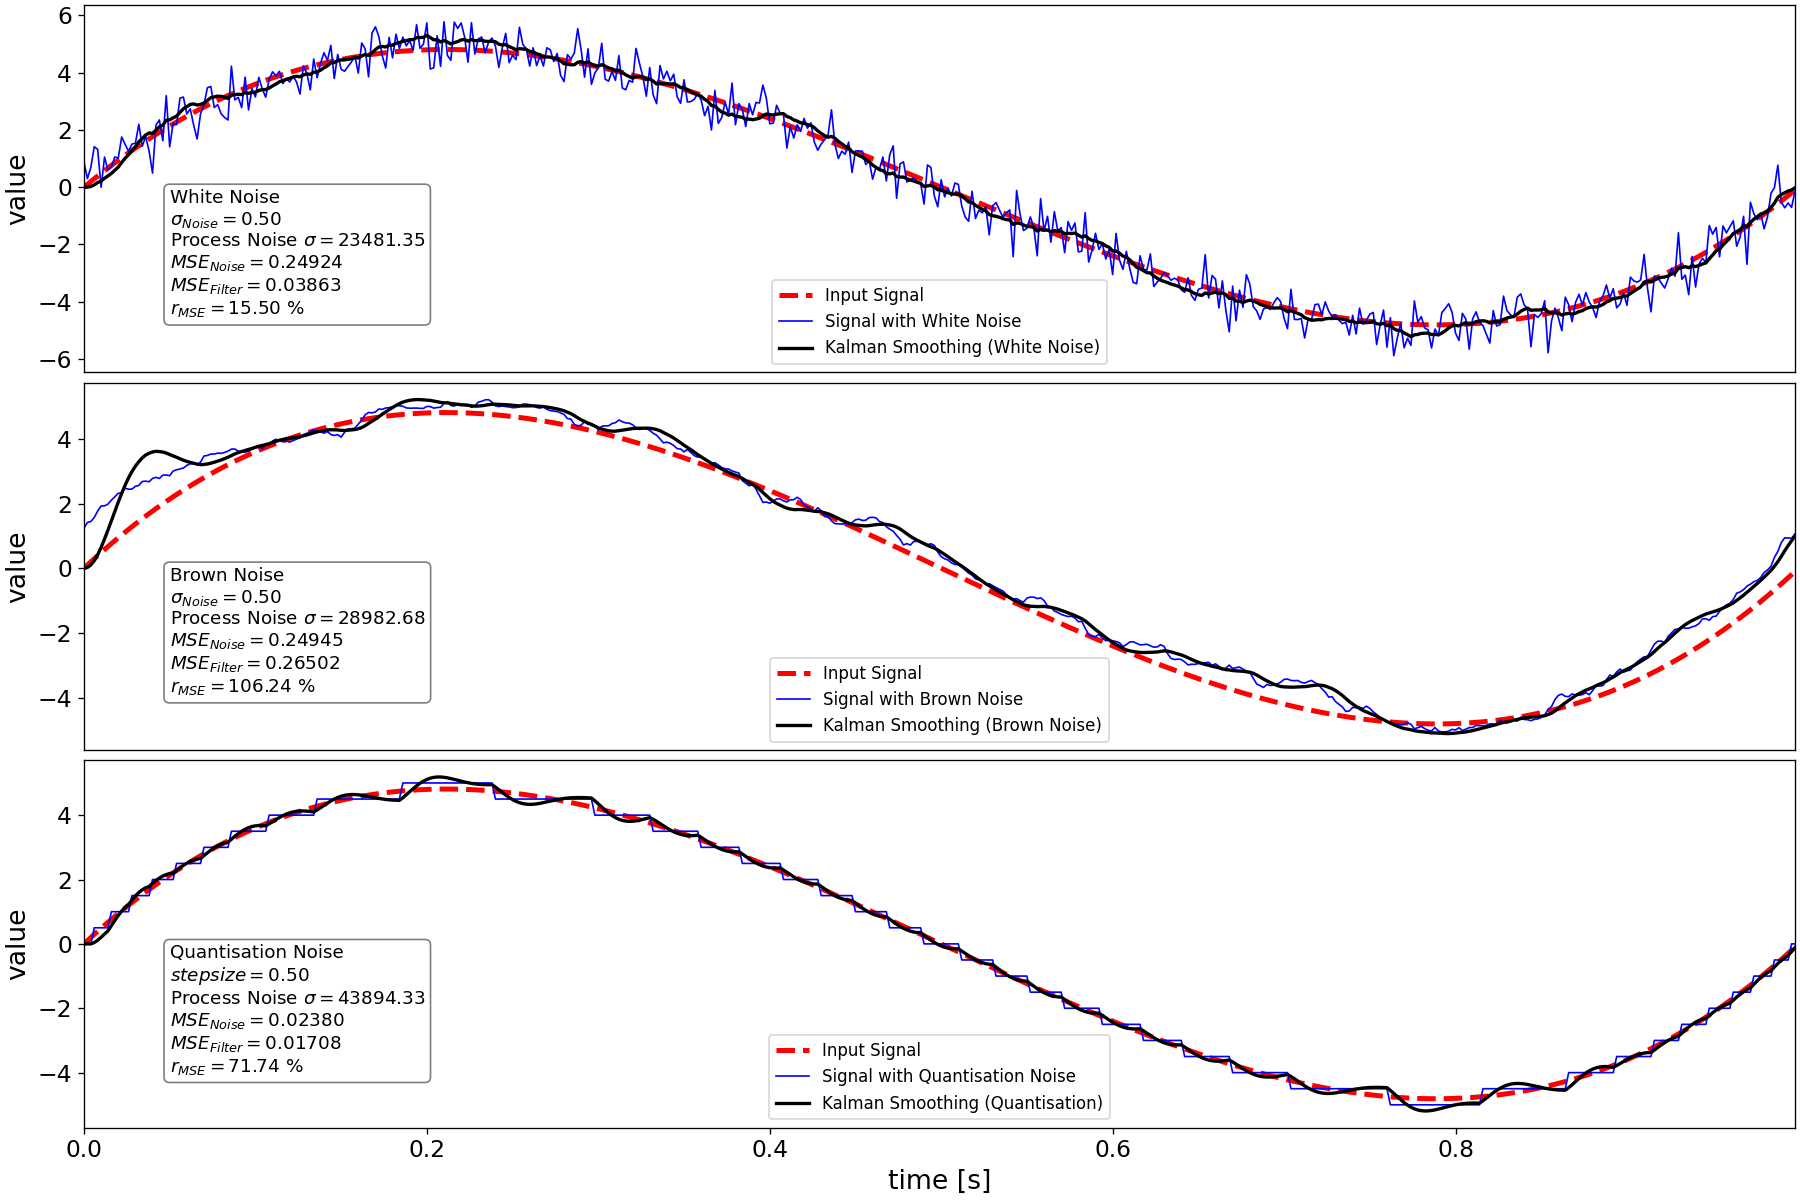 6
4
2
0
−2
−4
−6
value
White Noise
σNoise = 0.50
Process Noise σ = 23481.35
MSENoise = 0.24924
MSEFilter = 0.03863
rMSE = 15.50 %
Input Signal
Signal with White Noise
Kalman Smoothing (White Noise)
4
2
0
−2
−4
value
Brown Noise
σNoise = 0.50
Process Noise σ = 28982.68
MSENoise = 0.24945
MSEFilter = 0.26502
rMSE = 106.24 %
Input Signal
Signal with Brown Noise
Kalman Smoothing (Brown Noise)
4
2
0
−2
−4
value
Quantisation Noise
stepsize = 0.50
Process Noise σ = 43894.33
MSENoise = 0.02380
MSEFilter = 0.01708
rMSE = 71.74 %
Input Signal
Signal with Quantisation Noise
Kalman Smoothing (Quantisation)
0.0 0.2 0.4 0.6 0.8
time [s]